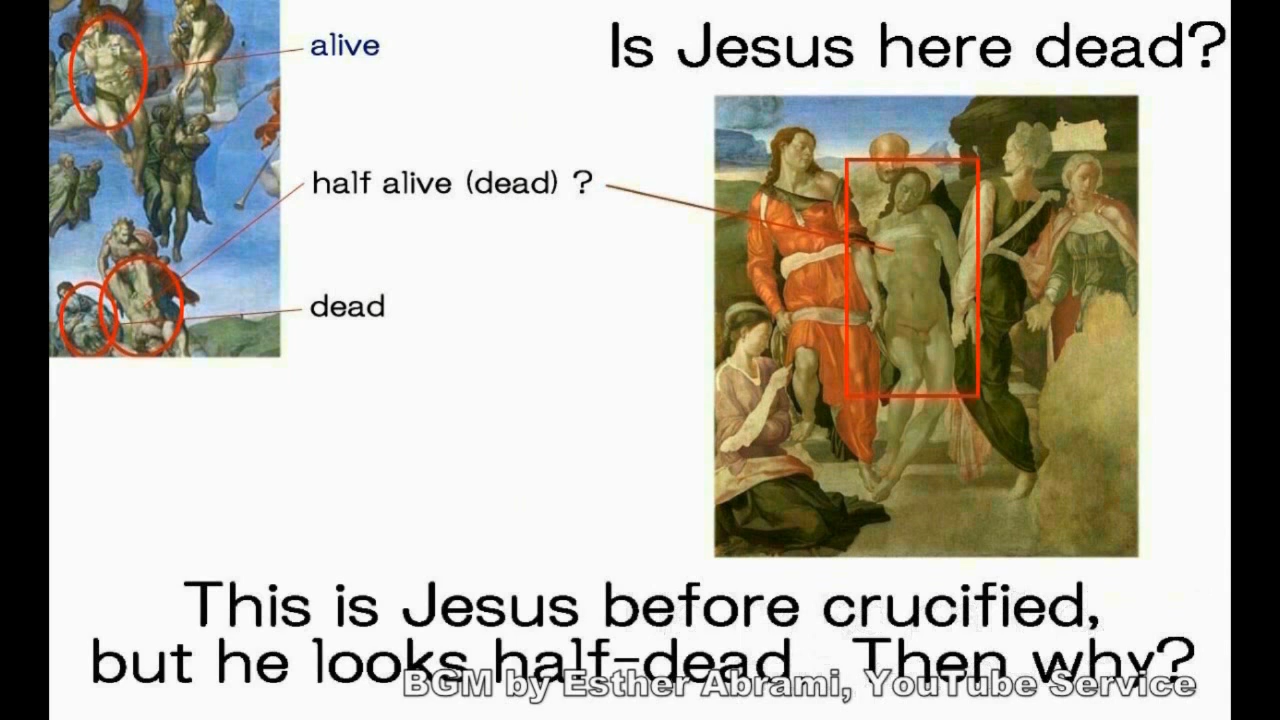 Is Jesus here dead?
alive
half alive (dead) ?
dead
This is Jesus before crucified,
but he looks half-dead. Then why?
BGM by Esther Abrami, YouTube Service